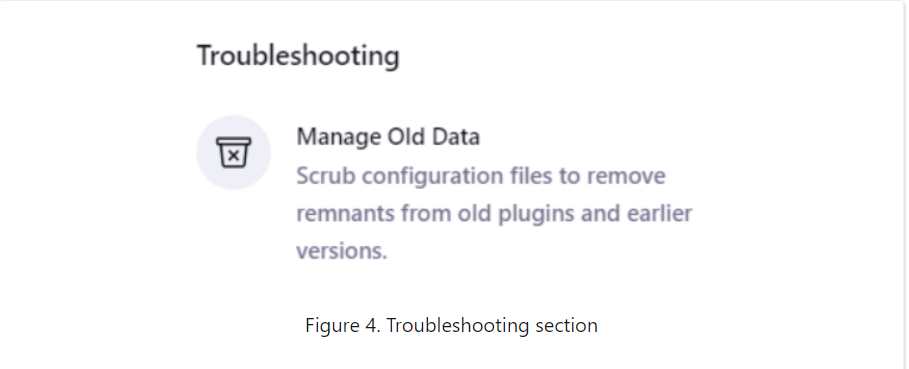 Troubleshooting
Manage Old Data
Scrub configuration files to remove
remnants from old plugins and earlier
versions.
Figure 4. Troubleshooting section